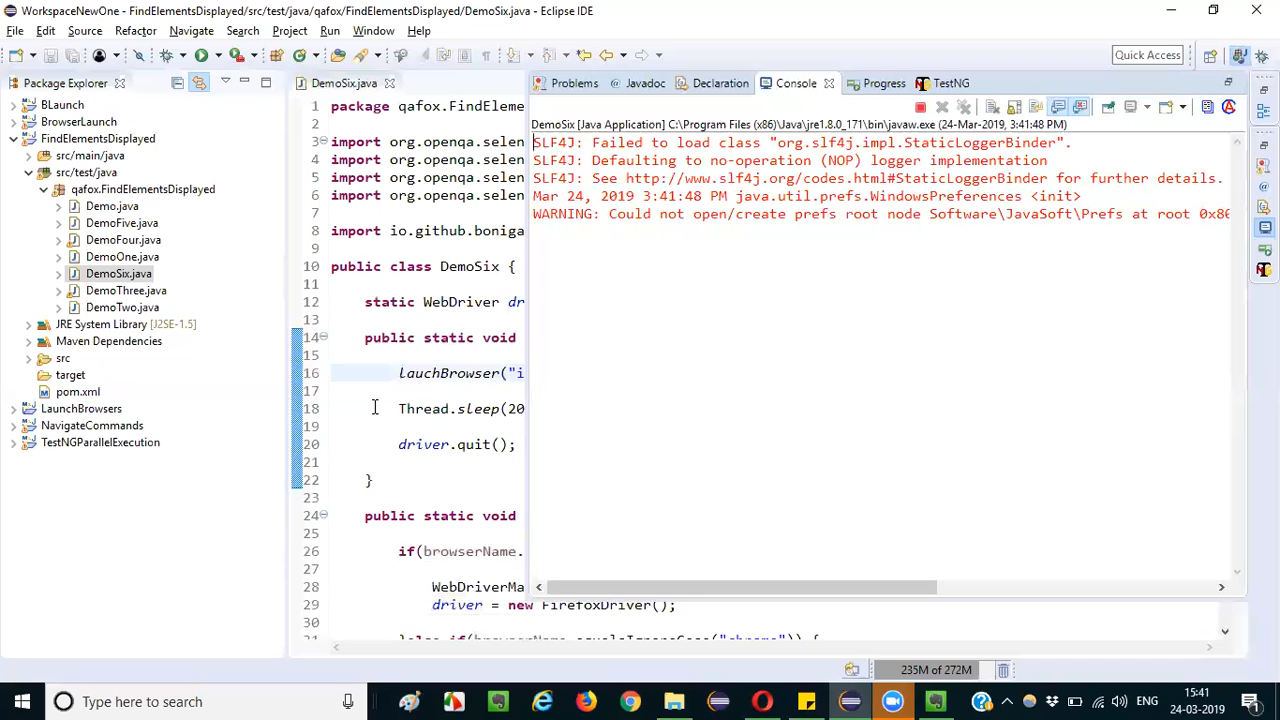 WorkspaceNewOne - FindElementsDisplayed/src/test/java/qafox/FindElementsDisplayed/DemoSix.java - Eclipse IDE
File Edit Source Refactor Navigate Search Project Run Window Help
Quick Access
Package Explorer
DemoSix.java
Problems
Javadoc
Declaration
Console
Progress
TestNG
BLaunch
BrowserLaunch
FindElementsDisplayed
src/main/java
src/test/java
qafox.FindElementsDisplayed
Demo.java
DemoFive.java
DemoFour.java
DemoOne.java
DemoSix.java
DemoThree.java
DemoTwo.java
JRE System Library [J2SE-1.5]
Maven Dependencies
src
target
pom.xml
LaunchBrowsers
NavigateCommands
TestNGParallelExecution
1 package qafox.FindEleme
2
3 import org.openqa.selen
4 import org.openqa.selen
5 import org.openqa.selen
6 import org.openqa.selen
7
8 import io.github.boniga
9
10 public class DemoSix {
11
12 static WebDriver dr
13
14 public static void
15
16 lauchBrowser("i
17
18 Thread.sleep(20
19
20 driver.quit();
21
22 }
23
24 public static void
25
26 if(browserName.
27
28 WebDriverMa
29 driver = new FirefoxDriver();
30
31 }else if(browserName.equalsIgnoreCase("chrome")) {
DemoSix [Java Application] C:\Program Files (x86)\Java\jre1.8.0_171\bin\javaw.exe (24-Mar-2019, 3:41:48 PM)
SLF4J: Failed to load class "org.slf4j.impl.StaticLoggerBinder".
SLF4J: Defaulting to no-operation (NOP) logger implementation
SLF4J: See http://www.slf4j.org/codes.html#StaticLoggerBinder for further details.
Mar 24, 2019 3:41:48 PM java.util.prefs.WindowsPreferences <init>
WARNING: Could not open/create prefs root node Software\JavaSoft\Prefs at root 0x80
235M of 272M
Type here to search
ENG
15:41
24-03-2019